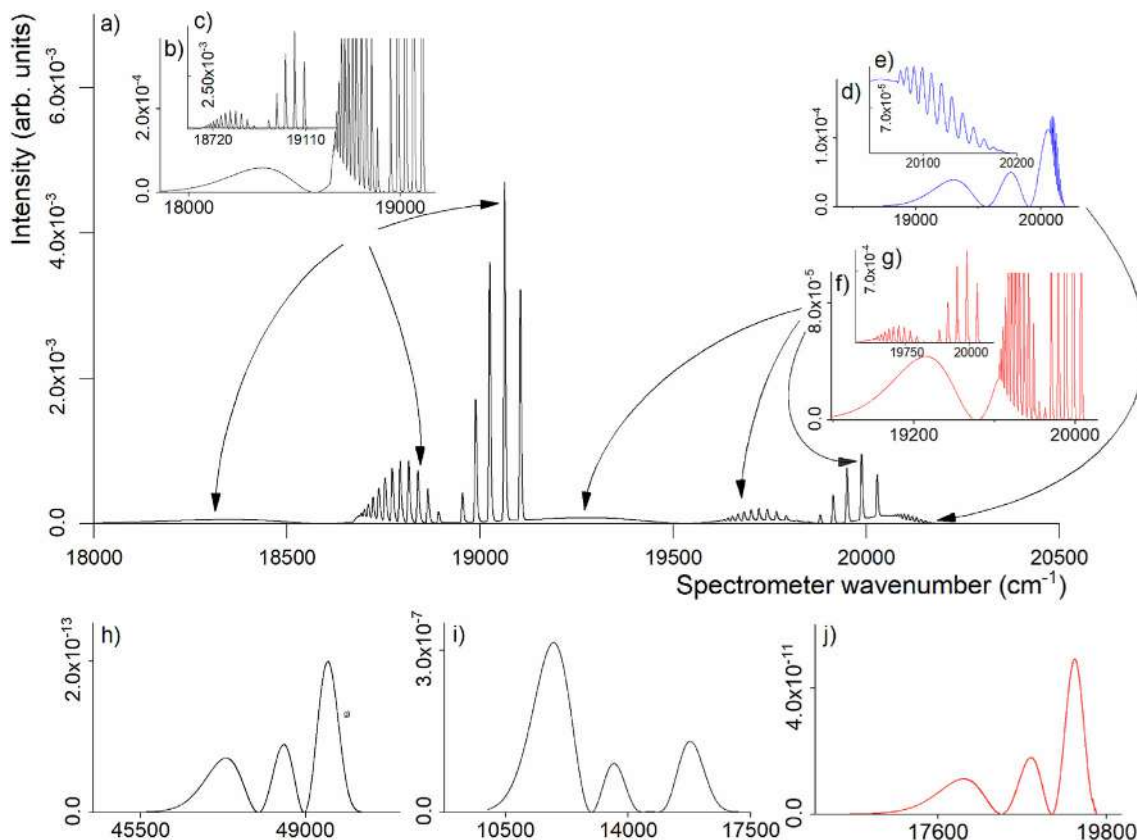 a)
Intensity (arb. units)
0.0
2.0x10⁻³
4.0x10⁻³
6.0x10⁻³
18000
18500
19000
19500
20000
20500
Spectrometer wavenumber (cm⁻¹)
b)
0.0
2.0x10⁻⁴
18000
19000
c)
2.50x10⁻³
18720
19110
d)
0.0
1.0x10⁻⁴
19000
20000
e)
7.0x10⁻⁵
20100
20200
f)
0.0
8.0x10⁻⁵
19200
20000
g)
7.0x10⁻⁴
19750
20000
h)
0.0
2.0x10⁻¹³
45500
49000
i)
0.0
3.0x10⁻⁷
10500
14000
17500
j)
0.0
4.0x10⁻¹¹
17600
19800